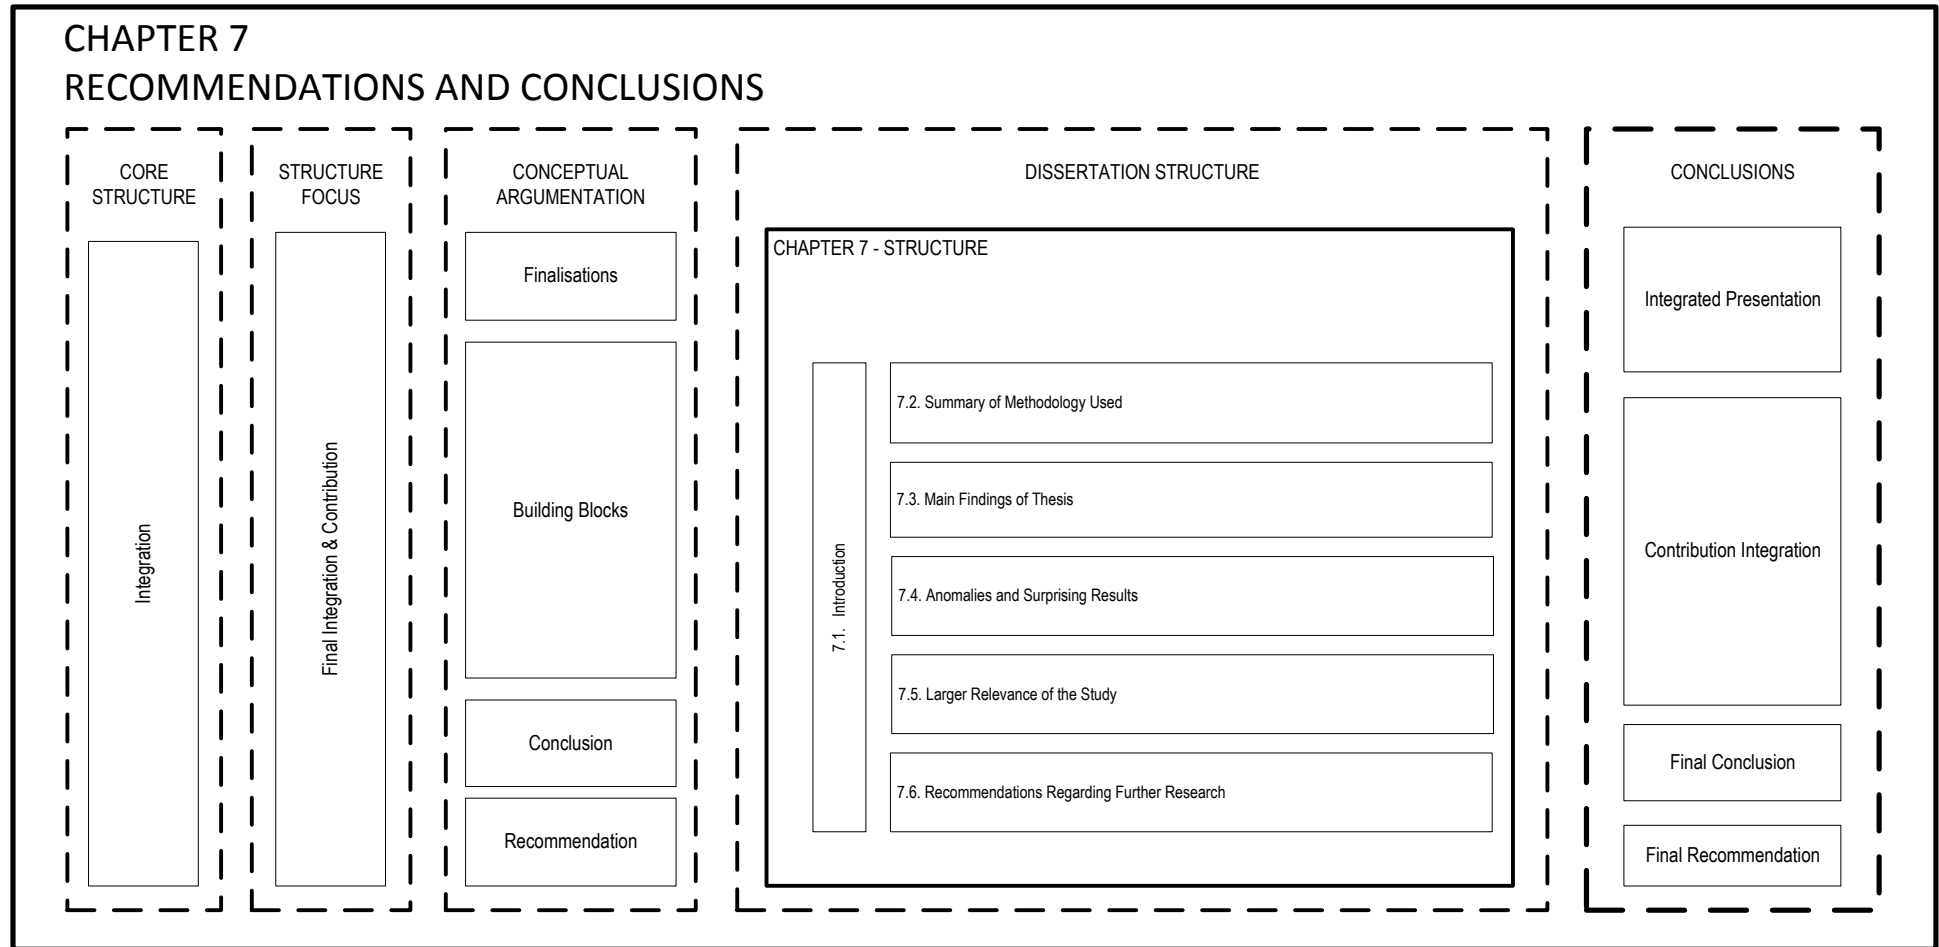 CHAPTER 7
RECOMMENDATIONS AND CONCLUSIONS
CORE
STRUCTURE
Integration
STRUCTURE
FOCUS
Final Integration & Contribution
CONCEPTUAL
ARGUMENTATION
Finalisations
Building Blocks
Conclusion
Recommendation
DISSERTATION STRUCTURE
CHAPTER 7 - STRUCTURE
7.1. Introduction
7.2. Summary of Methodology Used
7.3. Main Findings of Thesis
7.4. Anomalies and Surprising Results
7.5. Larger Relevance of the Study
7.6. Recommendations Regarding Further Research
CONCLUSIONS
Integrated Presentation
Contribution Integration
Final Conclusion
Final Recommendation